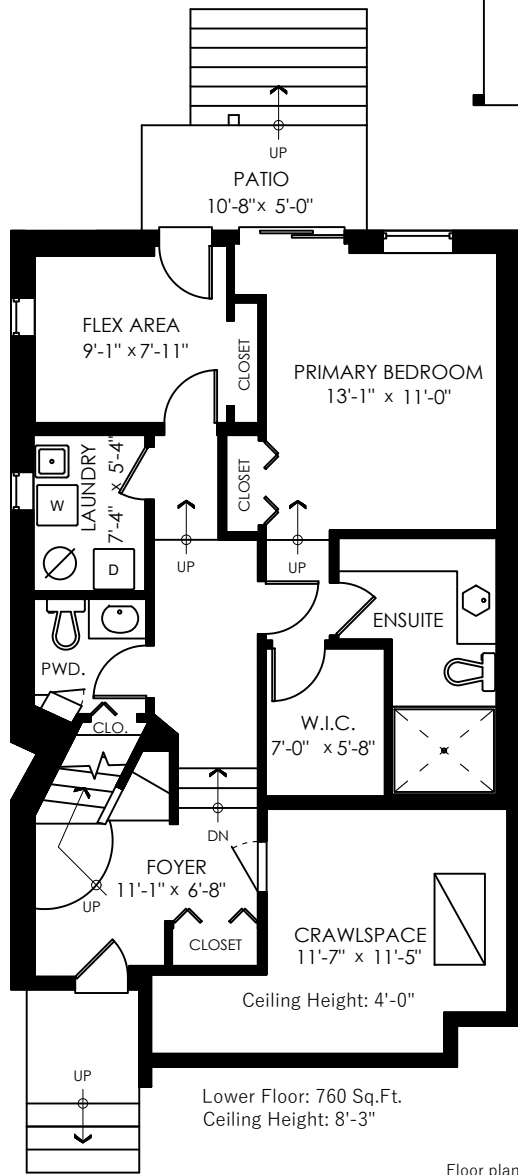 UP
PATIO
10'-8" x 5'-0"
FLEX AREA
9'-1" x 7'-11"
CLOSET
PRIMARY BEDROOM
13'-1" x 11'-0"
LAUNDRY
7'-4" x 5'-4"
W
D
CLOSET
UP
UP
ENSUITE
PWD.
CLO.
W.I.C.
7'-0" x 5'-8"
DN
FOYER
11'-1" x 6'-8"
UP
CLOSET
CRAWLSPACE
11'-7" x 11'-5"
Ceiling Height: 4'-0"
UP
Lower Floor: 760 Sq.Ft.
Ceiling Height: 8'-3"
Floor plan